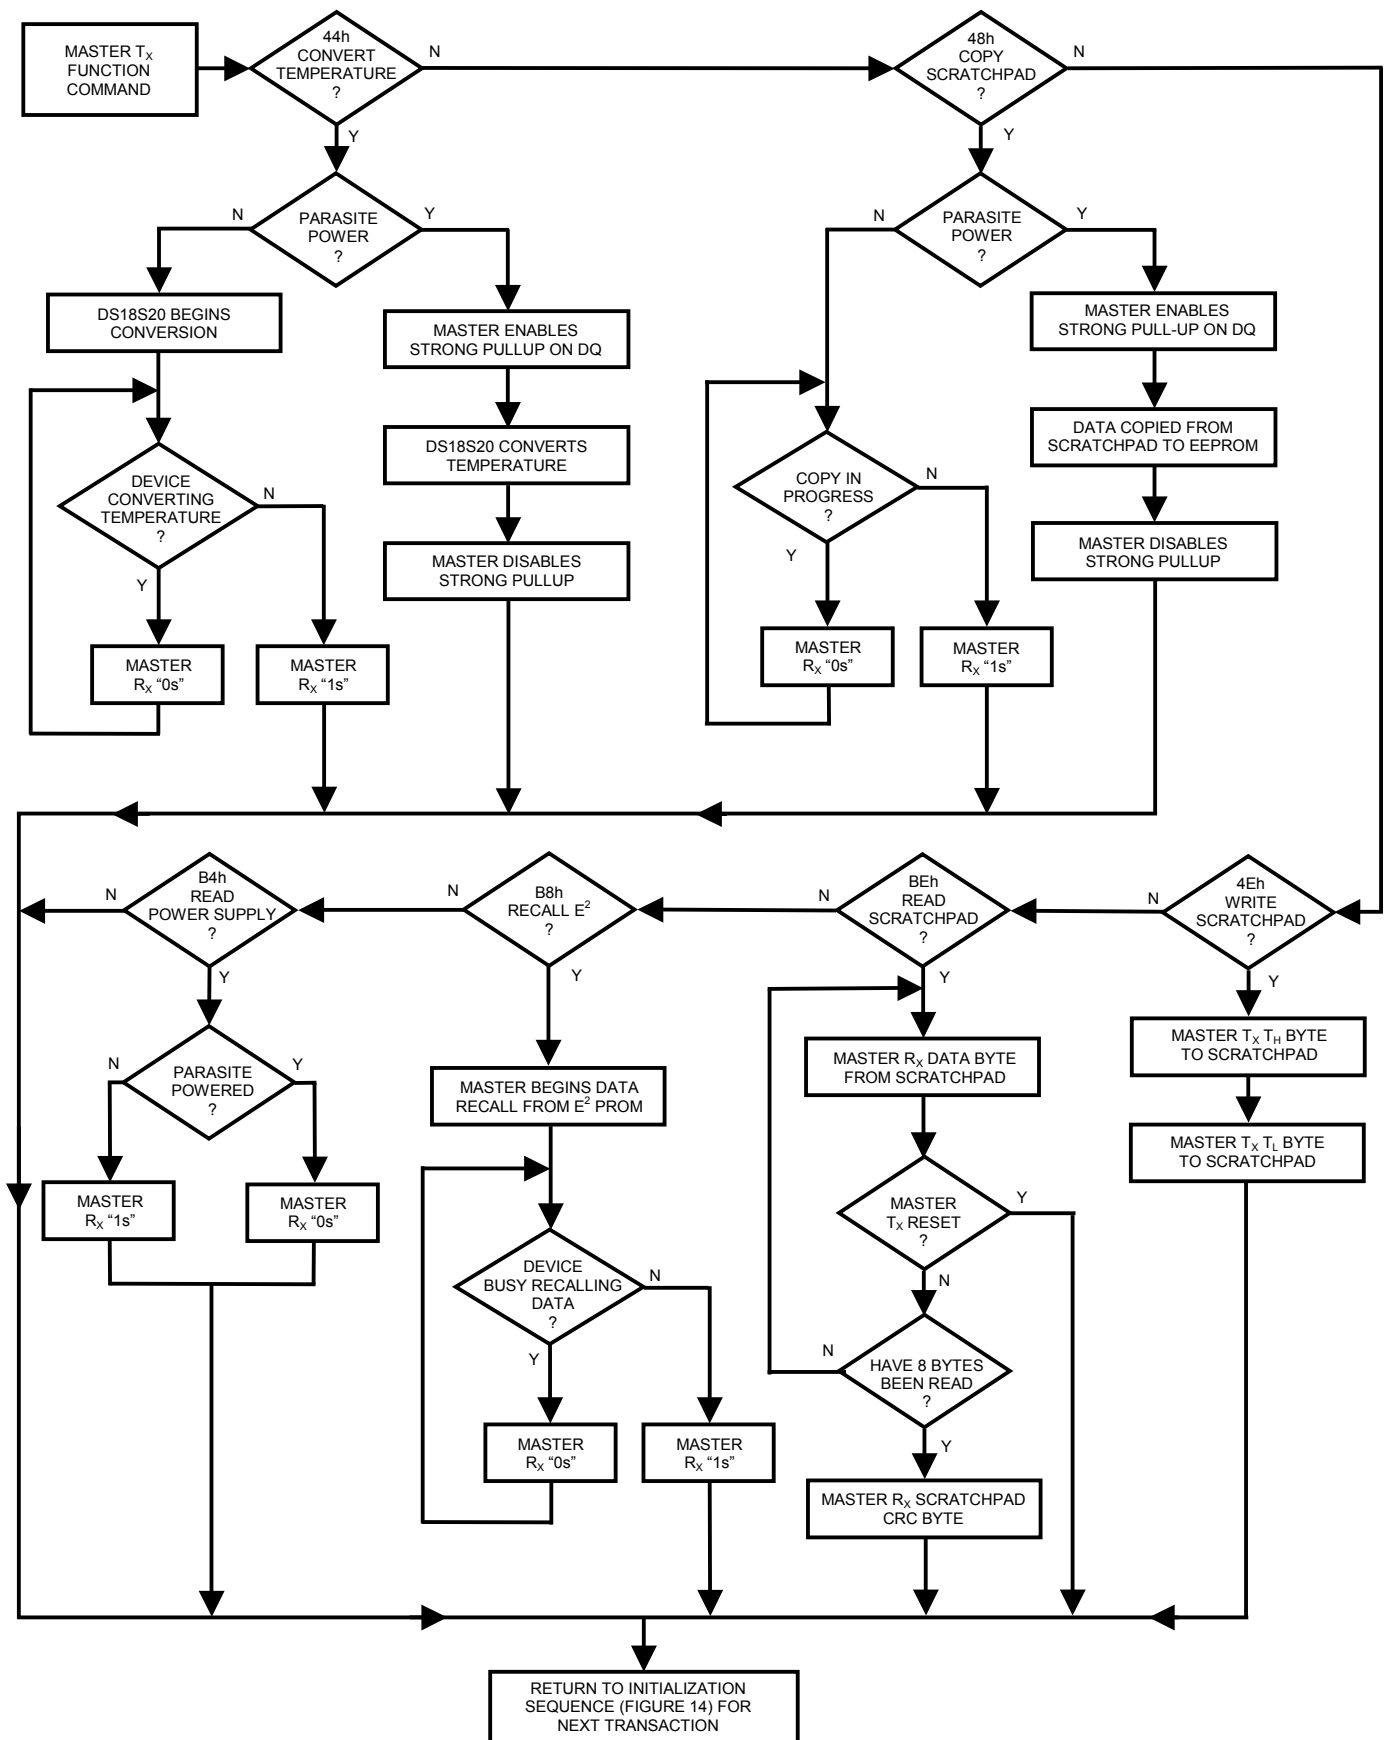 MASTER TX
FUNCTION
COMMAND
44h
CONVERT
TEMPERATURE
?
N
Y
48h
COPY
SCRATCHPAD
?
N
Y
PARASITE
POWER
?
N
Y
PARASITE
POWER
?
N
Y
DS18S20 BEGINS
CONVERSION
MASTER ENABLES
STRONG PULLUP ON DQ
MASTER ENABLES
STRONG PULL-UP ON DQ
DS18S20 CONVERTS
TEMPERATURE
DATA COPIED FROM
SCRATCHPAD TO EEPROM
DEVICE
CONVERTING
TEMPERATURE
?
N
Y
COPY IN
PROGRESS
?
N
Y
MASTER DISABLES
STRONG PULLUP
MASTER DISABLES
STRONG PULLUP
MASTER
RX “0s”
MASTER
RX “1s”
MASTER
RX “0s”
MASTER
RX “1s”
B4h
READ
POWER SUPPLY
?
N
Y
B8h
RECALL E2
?
N
Y
BEh
READ
SCRATCHPAD
?
N
Y
4Eh
WRITE
SCRATCHPAD
?
N
Y
PARASITE
POWERED
?
N
Y
MASTER
RX “1s”
MASTER
RX “0s”
MASTER BEGINS DATA
RECALL FROM E2 PROM
DEVICE
BUSY RECALLING
DATA
?
N
Y
MASTER
RX “0s”
MASTER
RX “1s”
MASTER RX DATA BYTE
FROM SCRATCHPAD
MASTER
TX RESET
?
Y
N
HAVE 8 BYTES
BEEN READ
?
N
Y
MASTER RX SCRATCHPAD
CRC BYTE
MASTER TX TH BYTE
TO SCRATCHPAD
MASTER TX TL BYTE
TO SCRATCHPAD
RETURN TO INITIALIZATION
SEQUENCE (FIGURE 14) FOR
NEXT TRANSACTION